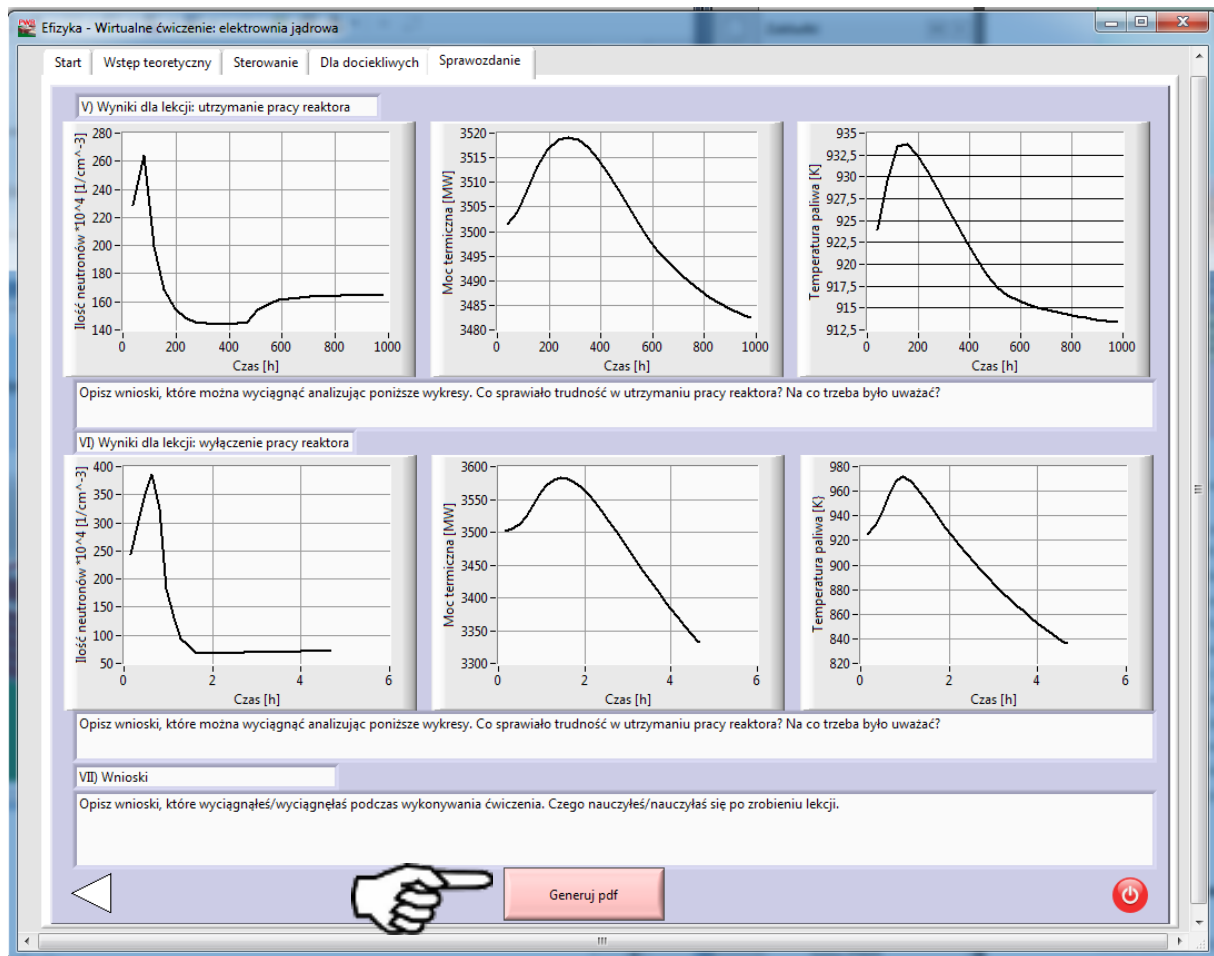 Efizyka - Wirtualne ćwiczenie: elektrownia jądrowa
Start Wstęp teoretyczny Sterowanie Dla dociekliwych Sprawozdanie
V) Wyniki dla lekcji: utrzymanie pracy reaktora
Ilość neutronów *10^4 [1/cm^-3]
280
260
240
220
200
180
160
140
0 200 400 600 800 1000
Czas [h]
Moc termiczna [MW]
3520
3515
3510
3505
3500
3495
3490
3485
3480
0 200 400 600 800 1000
Czas [h]
Temperatura paliwa [K]
935
932,5
930
927,5
925
922,5
920
917,5
915
912,5
0 200 400 600 800 1000
Czas [h]
Opisz wnioski, które można wyciągnąć analizując poniższe wykresy. Co sprawiało trudność w utrzymaniu pracy reaktora? Na co trzeba było uważać?
VI) Wyniki dla lekcji: wyłączenie pracy reaktora
Ilość neutronów *10^4 [1/cm^-3]
400
350
300
250
200
150
100
50
0 2 4 6
Czas [h]
Moc termiczna [MW]
3600
3550
3500
3450
3400
3350
3300
0 2 4 6
Czas [h]
Temperatura paliwa [K}
980
960
940
920
900
880
860
840
820
0 2 4 6
Czas [h]
Opisz wnioski, które można wyciągnąć analizując poniższe wykresy. Co sprawiało trudność w utrzymaniu pracy reaktora? Na co trzeba było uważać?
VII) Wnioski
Opisz wnioski, które wyciągnąłeś/wyciągnęłaś podczas wykonywania ćwiczenia. Czego nauczyłeś/nauczyłaś się po zrobieniu lekcji.
Generuj pdf